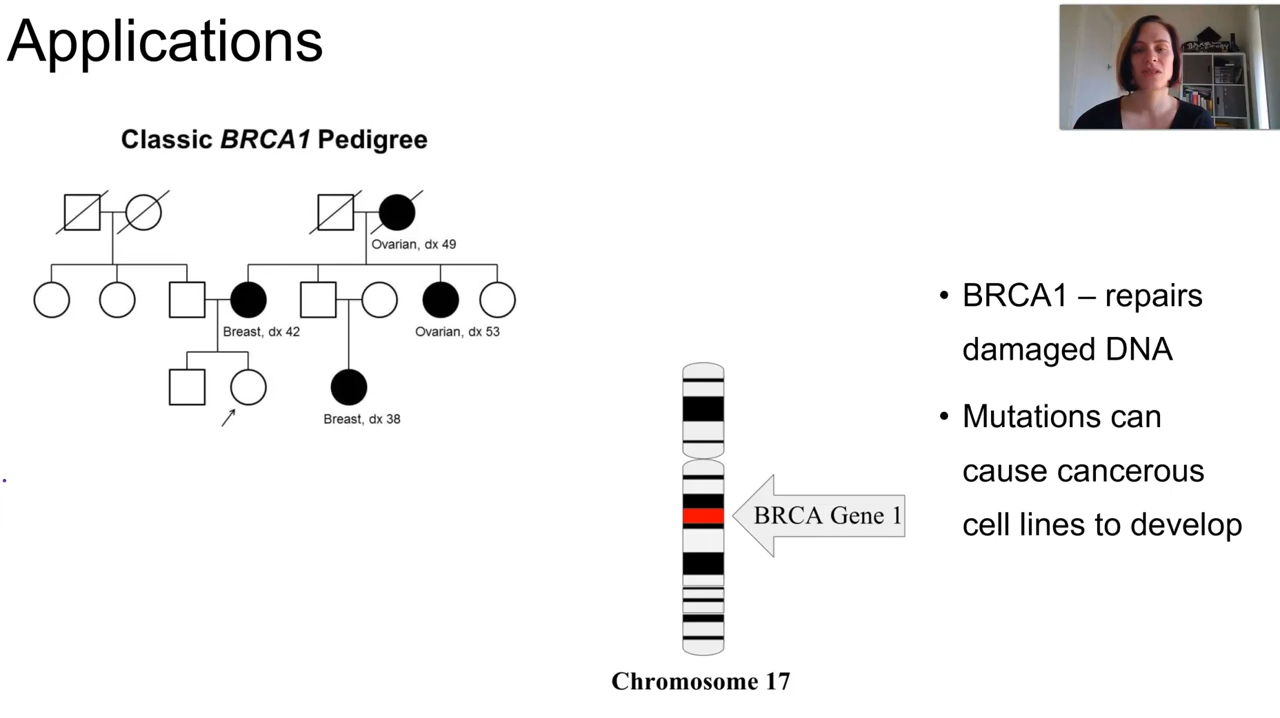 Applications
Classic BRCA1 Pedigree
Ovarian, dx 49
Breast, dx 42
Ovarian, dx 53
Breast, dx 38
BRCA Gene 1
Chromosome 17
• BRCA1 – repairs
damaged DNA
• Mutations can
cause cancerous
cell lines to develop